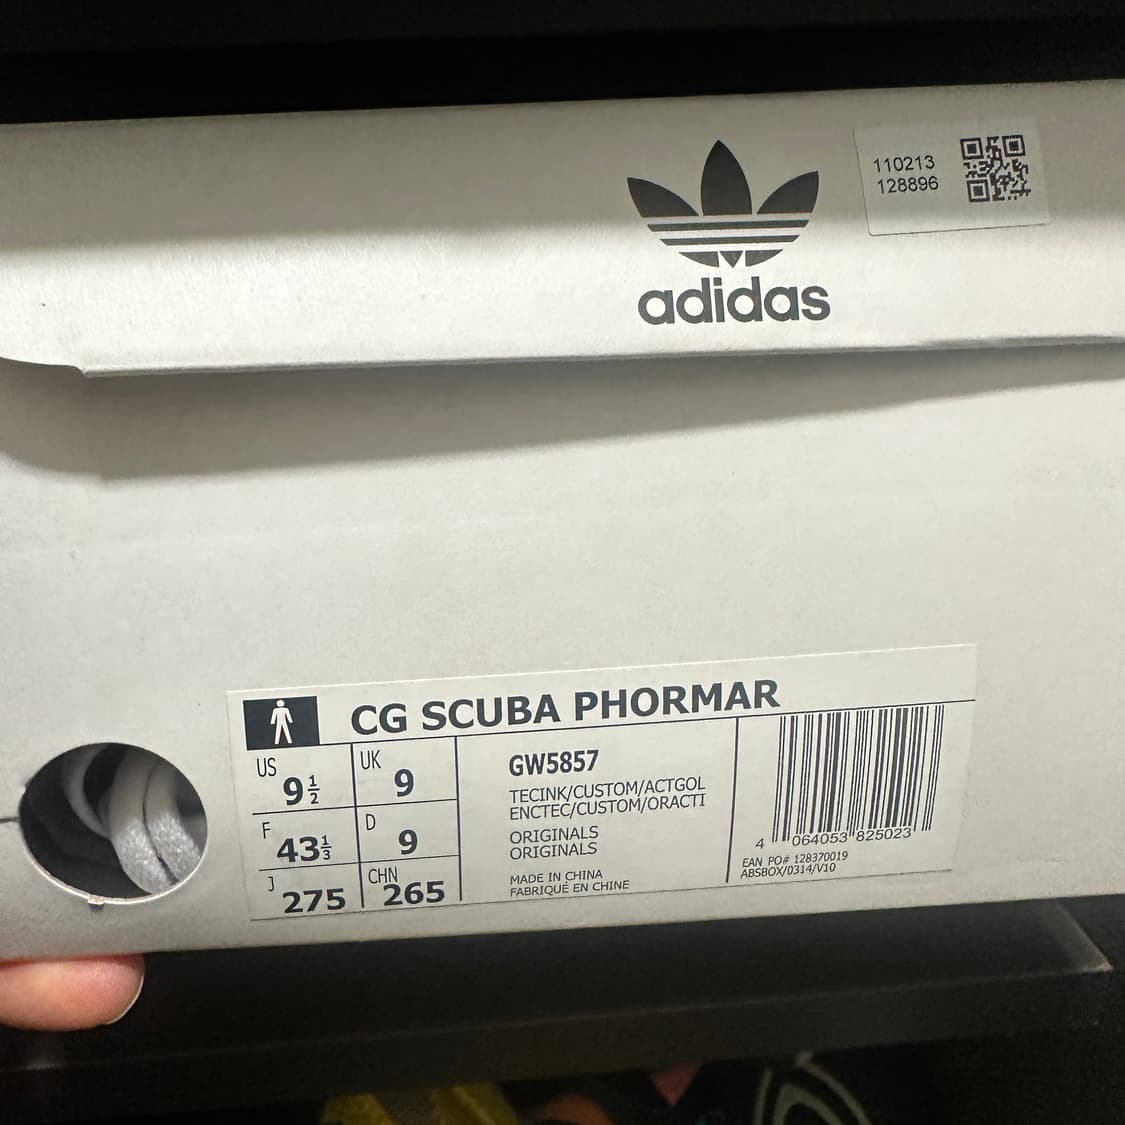 110213
128896
adidas
CG SCUBA PHORMAR
US
9½
UK
9
F
43⅓
D
9
J
275
CHN
265
GW5857
TECINK/CUSTOM/ACTGOL
ENCTEC/CUSTOM/ORACTI
ORIGINALS
ORIGINALS
MADE IN CHINA
FABRIQUÉ EN CHINE
4 064053 825023
EAN PO# 128370019
ABSBOX/0314/V10